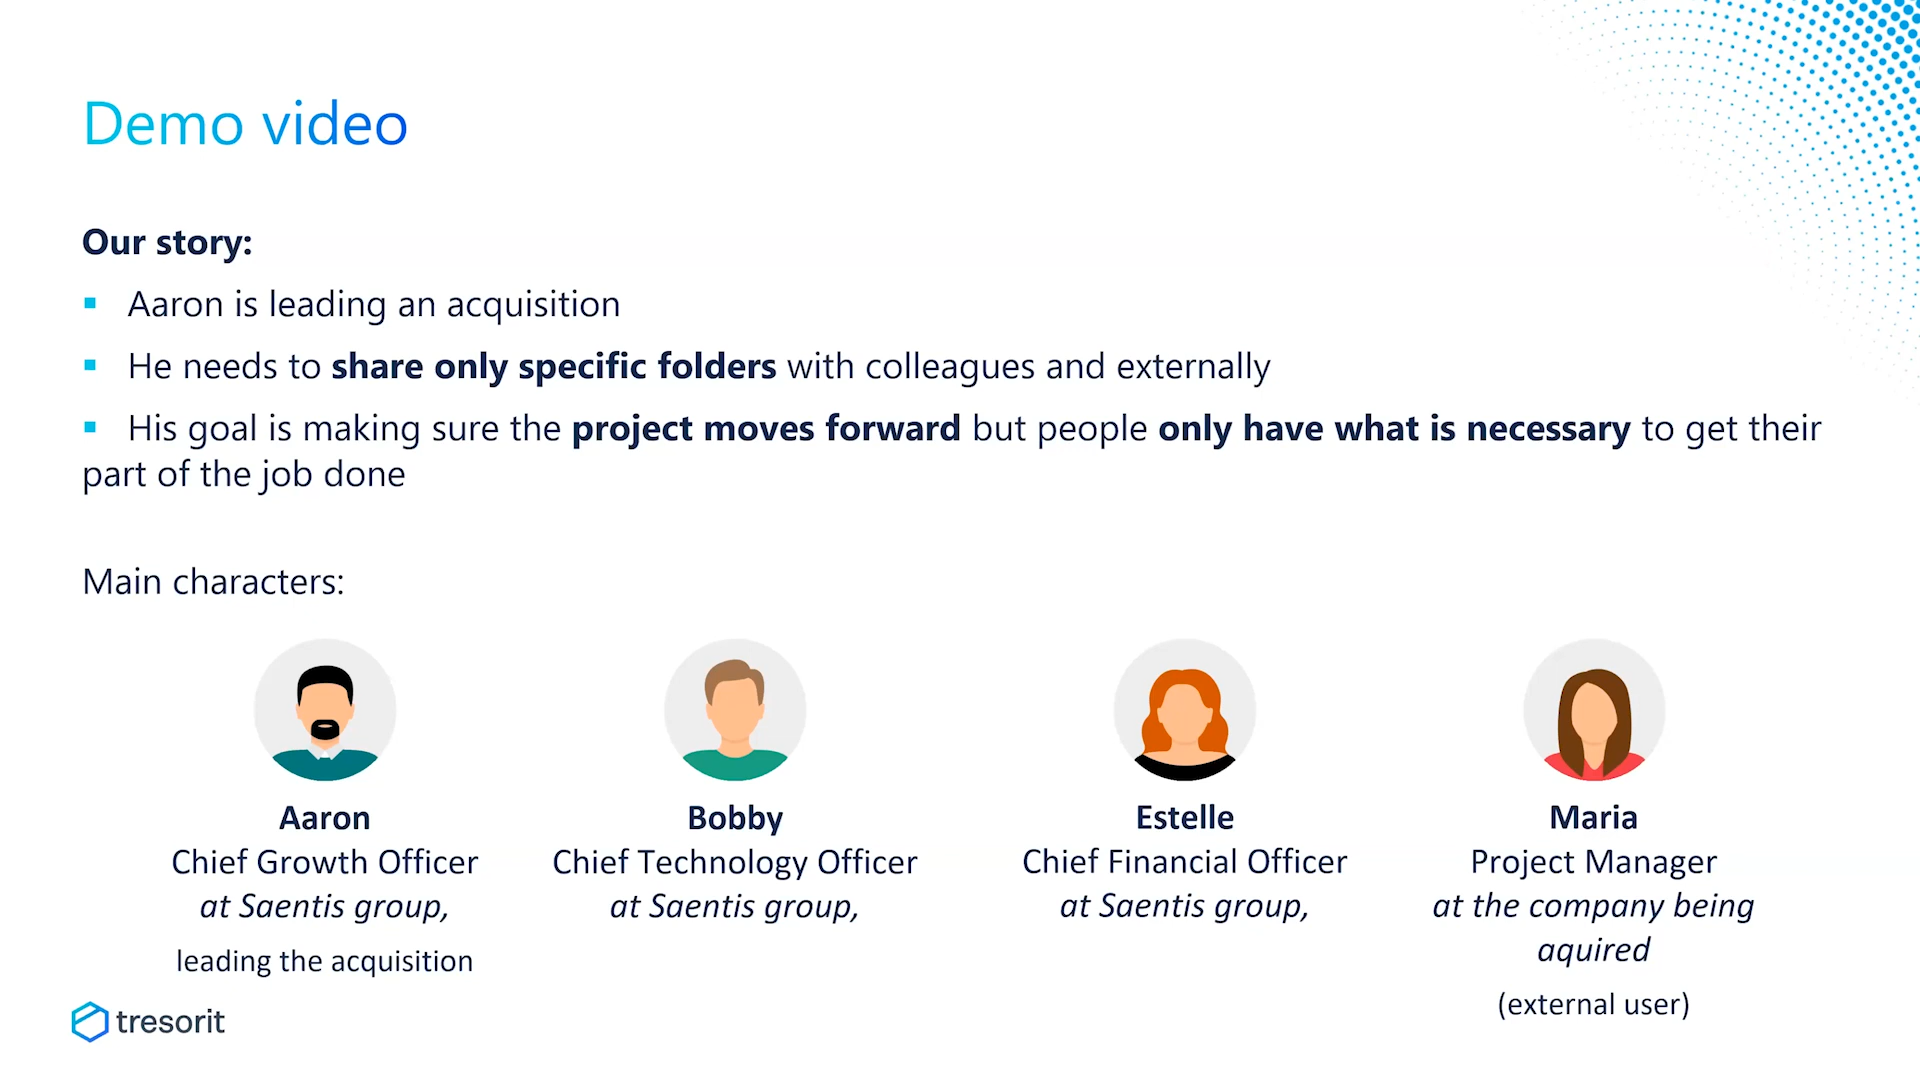 Demo video
Our story:
▪ Aaron is leading an acquisition
▪ He needs to share only specific folders with colleagues and externally
▪ His goal is making sure the project moves forward but people only have what is necessary to get their
part of the job done
Main characters:
Aaron
Chief Growth Officer
at Saentis group,
leading the acquisition
Bobby
Chief Technology Officer
at Saentis group,
Estelle
Chief Financial Officer
at Saentis group,
Maria
Project Manager
at the company being
aquired
(external user)
tresorit